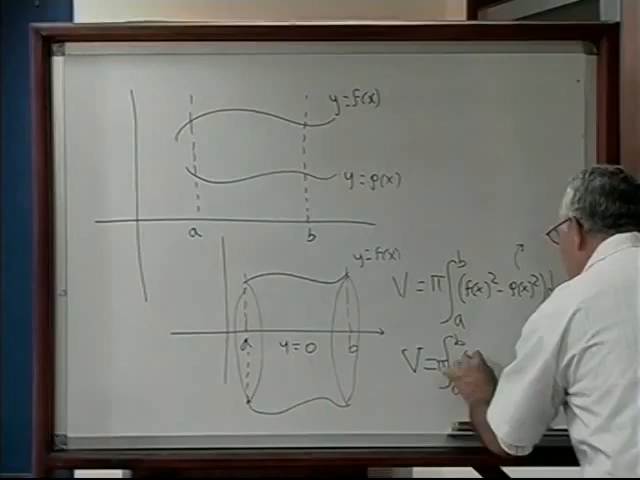 y=f(x)
y=g(x)
a b
y=f(x)
a y=0 b
V=π∫ₐᵇ(f(x)²-g(x)²)
V=π∫